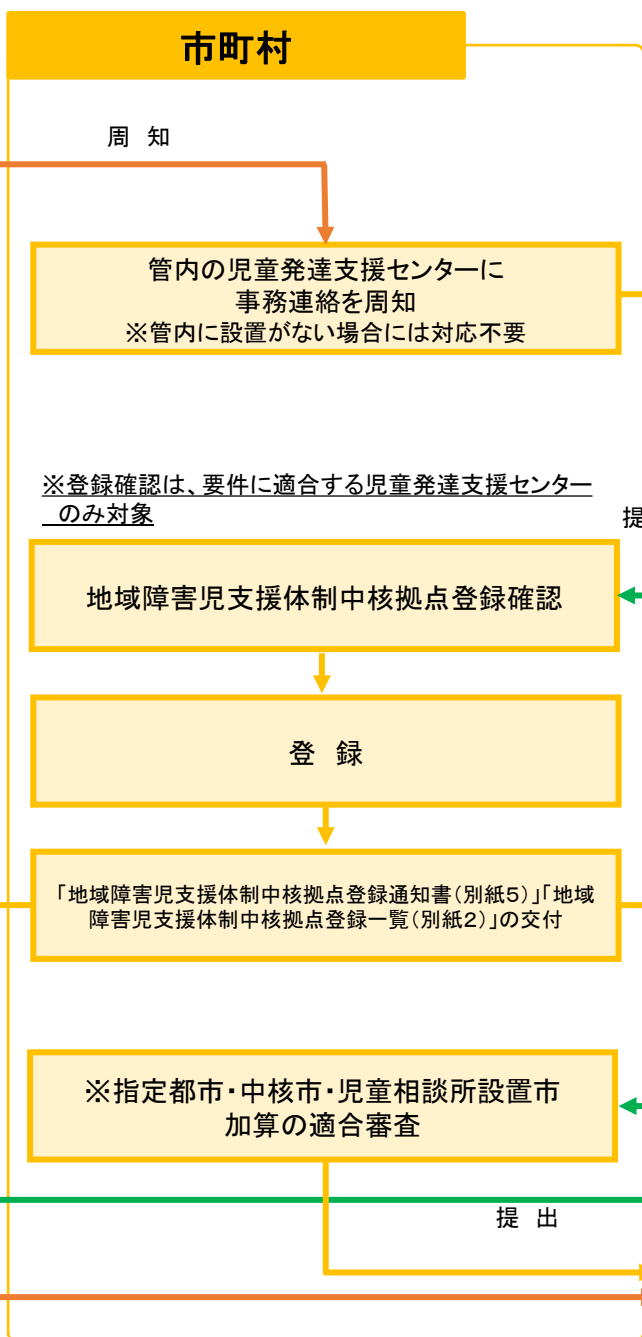 市町村
周　知
管内の児童発達支援センターに
事務連絡を周知
※管内に設置がない場合には対応不要
※登録確認は、要件に適合する児童発達支援センター
のみ対象
提
地域障害児支援体制中核拠点登録確認
登　録
「地域障害児支援体制中核拠点登録通知書（別紙5）」「地域
障害児支援体制中核拠点登録一覧（別紙2）」の交付
※指定都市・中核市・児童相談所設置市
加算の適合審査
提　出